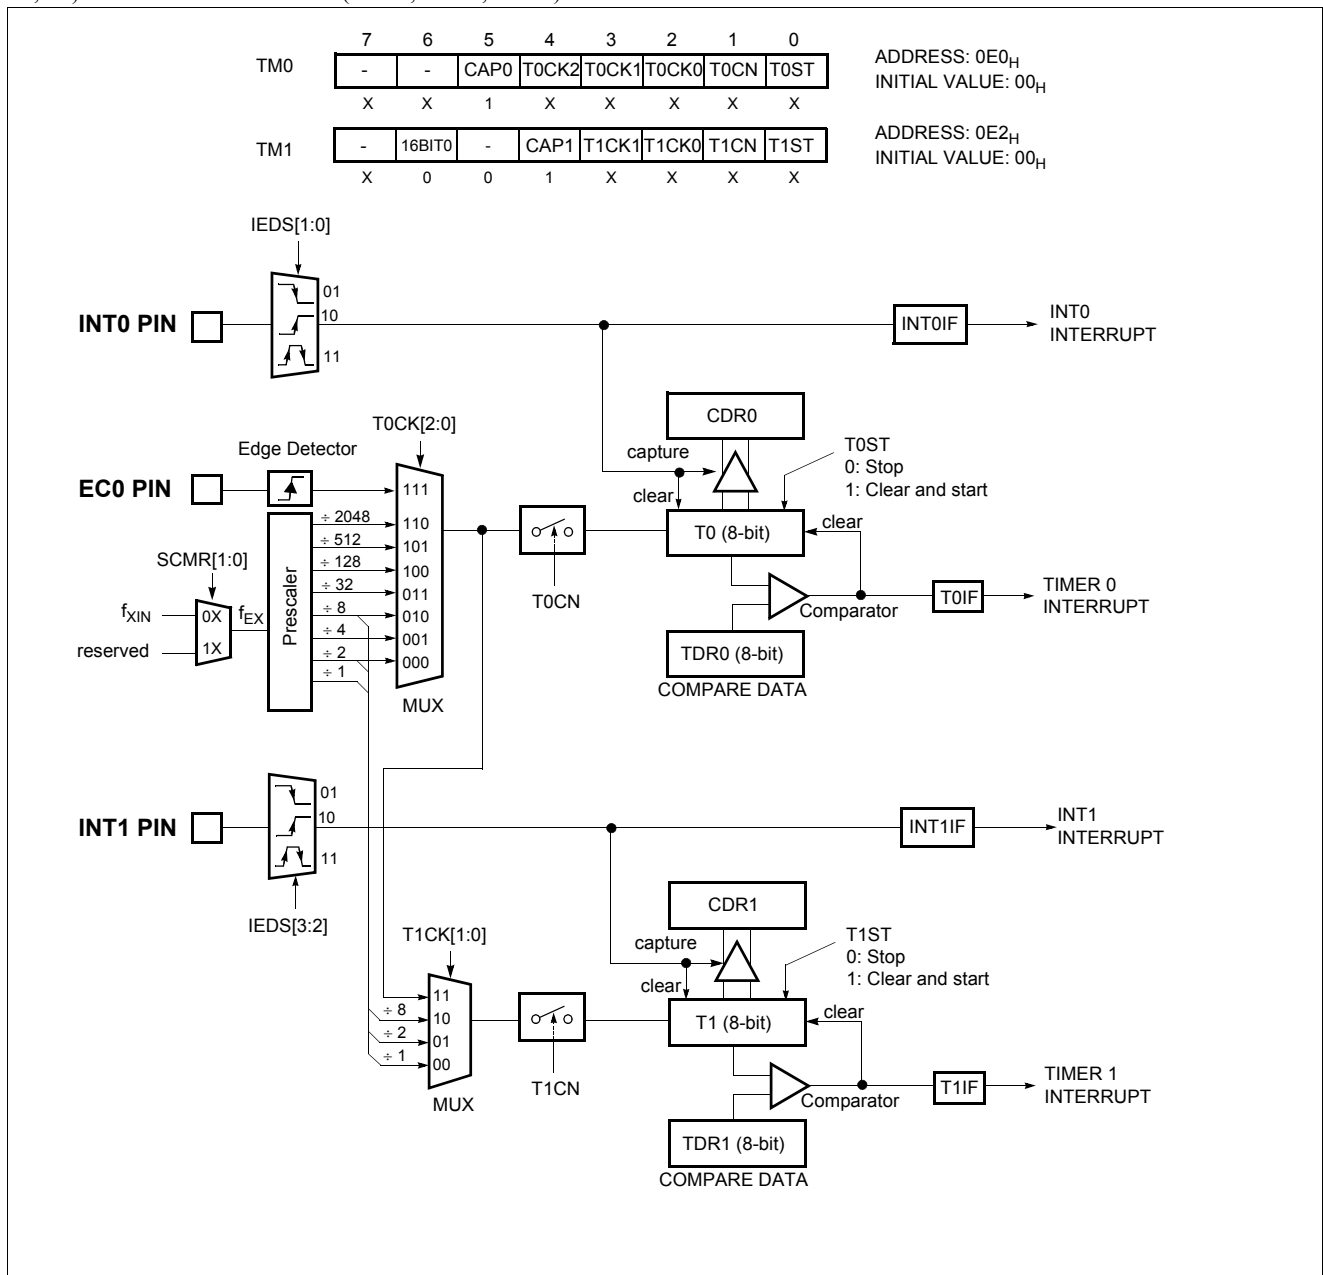 7 6 5 4 3 2 1 0
TM0 - - CAP0 T0CK2 T0CK1 T0CK0 T0CN T0ST
X X 1 X X X X X
ADDRESS: 0E0H
INITIAL VALUE: 00H
TM1 - 16BIT0 - CAP1 T1CK1 T1CK0 T1CN T1ST
X 0 0 1 X X X X
ADDRESS: 0E2H
INITIAL VALUE: 00H
IEDS[1:0]
01
10
11
INT0 PIN
INT0IF
INT0
INTERRUPT
CDR0
capture
clear
T0ST
0: Stop
1: Clear and start
T0CK[2:0]
Edge Detector
EC0 PIN
111
÷ 2048 110
÷ 512 101
÷ 128 100
÷ 32 011
÷ 8 010
÷ 4 001
÷ 2 000
÷ 1
MUX
Prescaler
SCMR[1:0]
fXIN
0X
fEX
reserved
1X
T0CN
T0 (8-bit)
clear
Comparator
T0IF
TIMER 0
INTERRUPT
TDR0 (8-bit)
COMPARE DATA
01
10
11
INT1 PIN
IEDS[3:2]
INT1IF
INT1
INTERRUPT
CDR1
capture
clear
T1ST
0: Stop
1: Clear and start
T1CK[1:0]
11
÷ 8 10
÷ 2 01
÷ 1 00
MUX
T1CN
T1 (8-bit)
clear
Comparator
T1IF
TIMER 1
INTERRUPT
TDR1 (8-bit)
COMPARE DATA